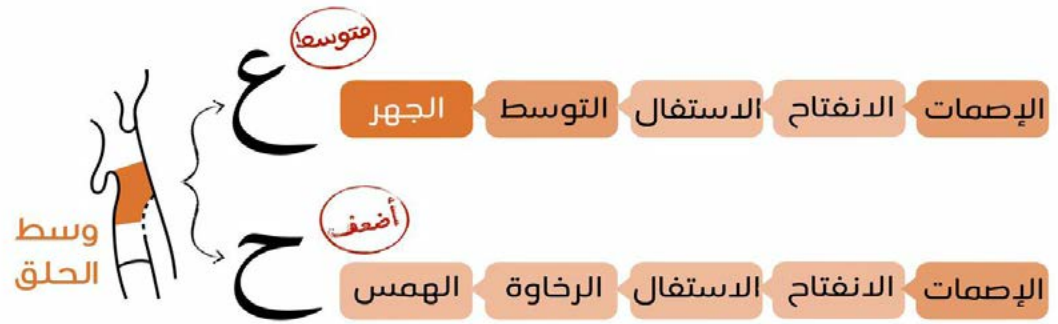 متوسط
ع
الإصمات الانفتاح الاستفال التوسط الجهر
وسط
الحلق
أضعف
ح
الإصمات الانفتاح الاستفال الرخاوة الهمس